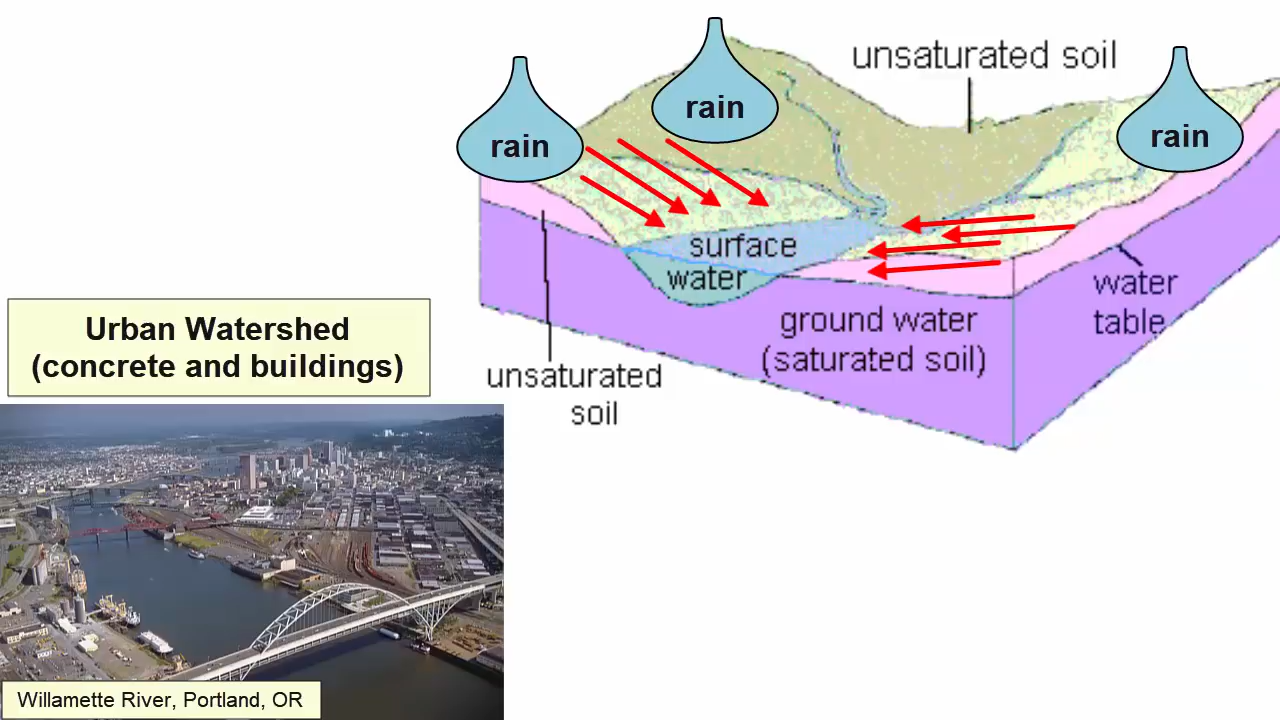 unsaturated soil
rain
rain
rain
surface
water
water
table
ground water
(saturated soil)
unsaturated
soil
Urban Watershed
(concrete and buildings)
Willamette River, Portland, OR